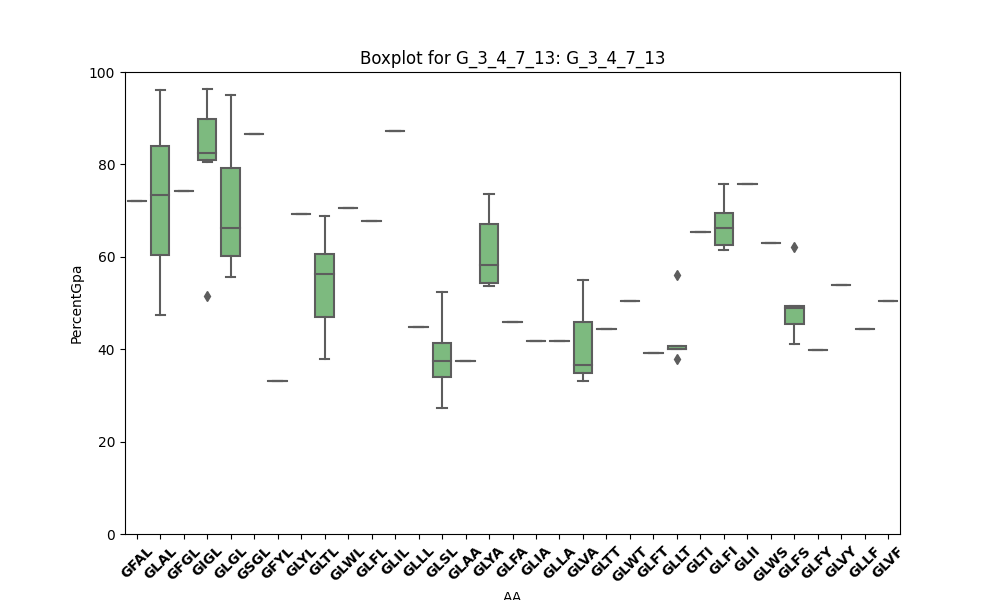 Boxplot for G_3_4_7_13: G_3_4_7_13
100
80
60
40
20
0
PercentGpa
GFAL GLAL GFGL GIGL GLGL GSGL GFYL GLYL GLTL GLWL GLFL GLIL GLLL GLSL GLAA GLYA GLFA GLIA GLLA GLVA GLTT GLWT GLFT GLLT GLTI GLFI GLII GLWS GLFS GLFY GLVY GLLF GLVF
AA